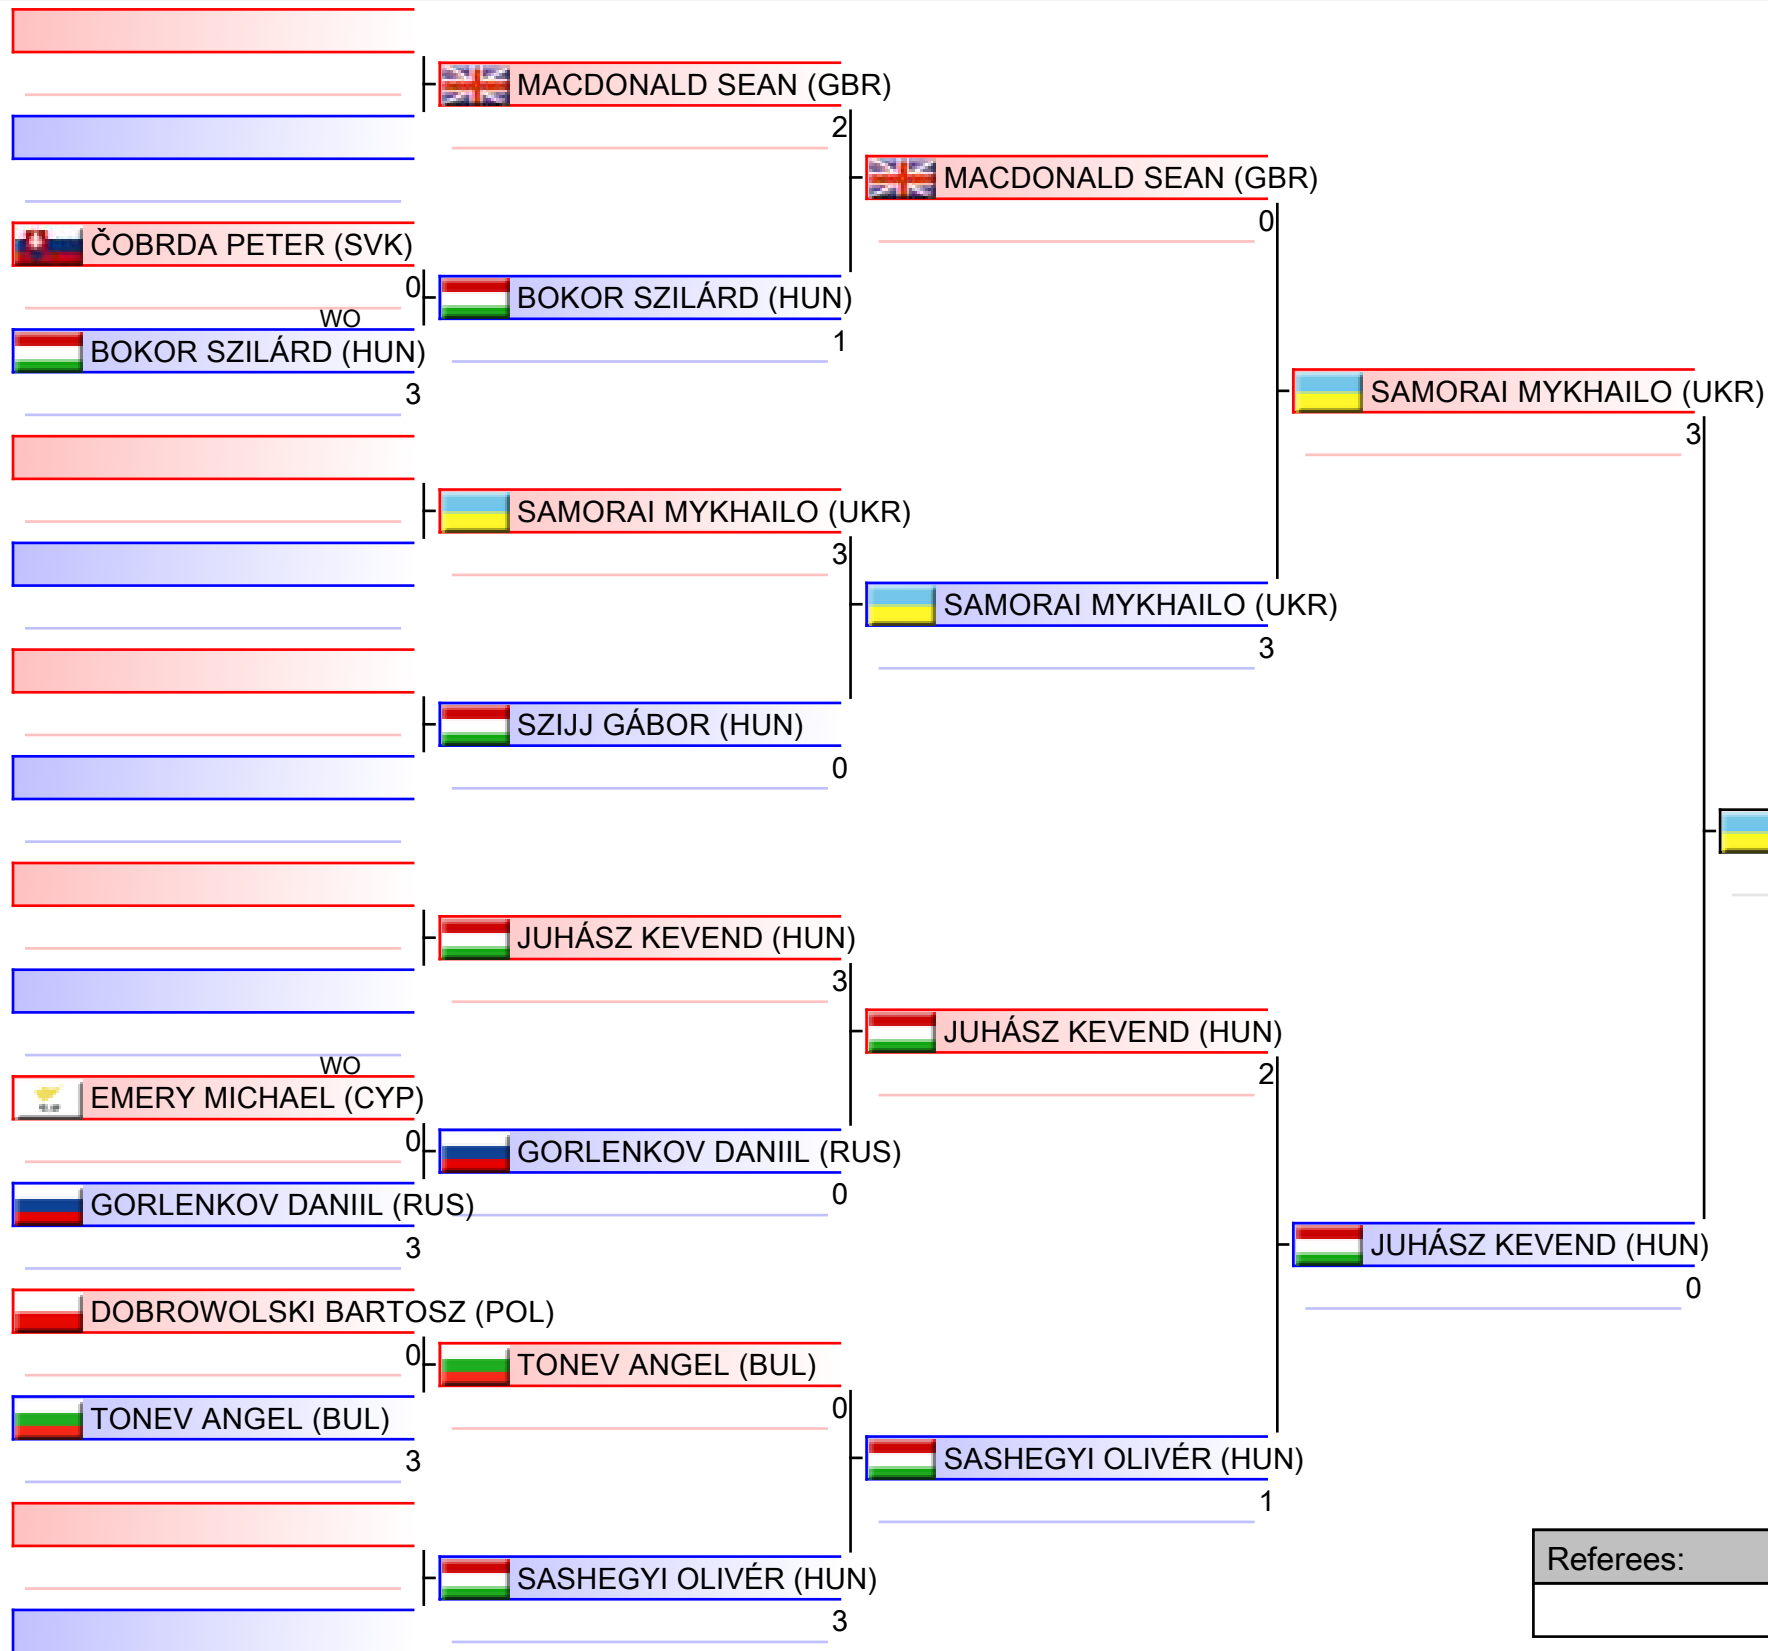 MACDONALD SEAN (GBR)
2
MACDONALD SEAN (GBR)
0
ČOBRDA PETER (SVK)
0
BOKOR SZILÁRD (HUN)
1
WO
BOKOR SZILÁRD (HUN)
3
SAMORAI MYKHAILO (UKR)
3
SAMORAI MYKHAILO (UKR)
3
SAMORAI MYKHAILO (UKR)
3
SZIJJ GÁBOR (HUN)
0
JUHÁSZ KEVEND (HUN)
3
JUHÁSZ KEVEND (HUN)
2
WO
EMERY MICHAEL (CYP)
0
GORLENKOV DANIIL (RUS)
0
GORLENKOV DANIIL (RUS)
3
JUHÁSZ KEVEND (HUN)
0
DOBROWOLSKI BARTOSZ (POL)
0
TONEV ANGEL (BUL)
0
TONEV ANGEL (BUL)
3
SASHEGYI OLIVÉR (HUN)
1
SASHEGYI OLIVÉR (HUN)
3
Referees: